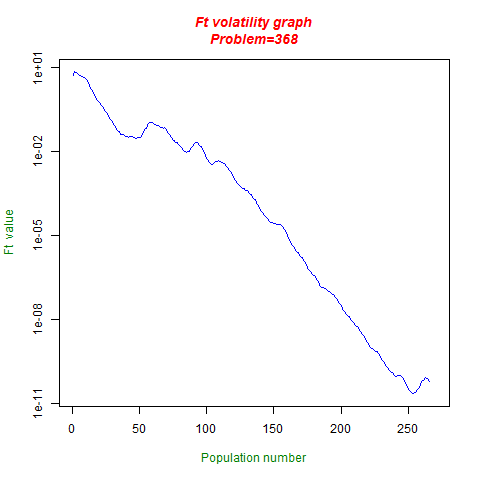 Ft volatility graph
Problem=368
1e+01
1e-02
1e-05
1e-08
1e-11
Ft value
0 50 100 150 200 250
Population number